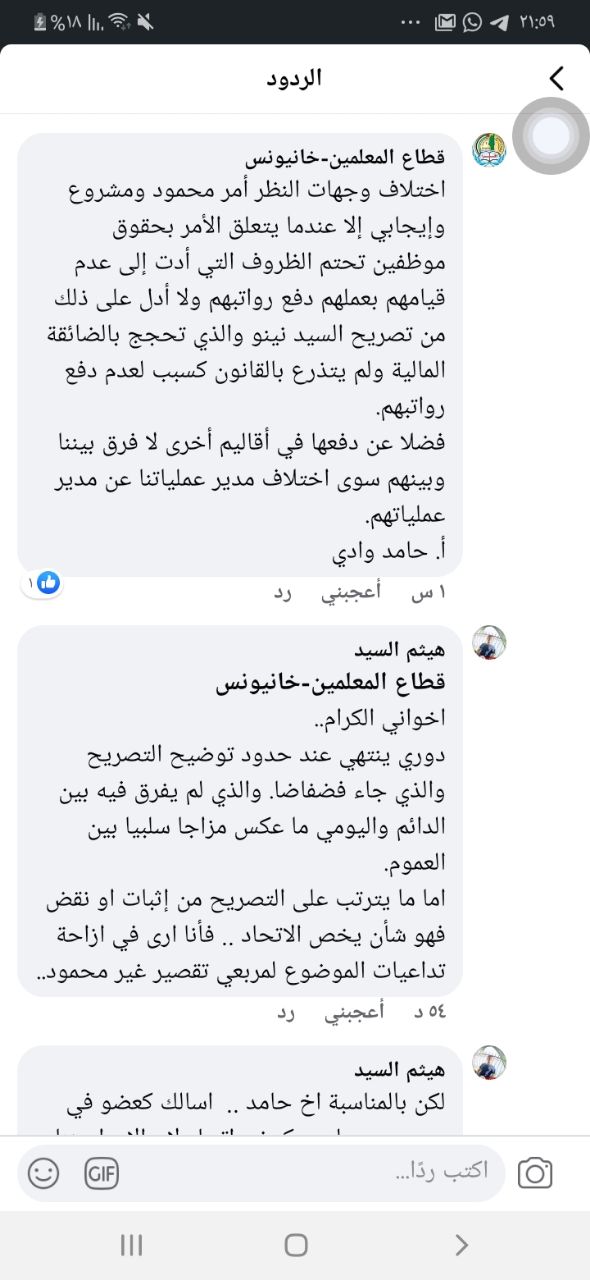 %١٨
٢١:٥٩
الردود
قطاع المعلمين-خانيونس
اختلاف وجهات النظر أمر محمود ومشروع
وإيجابي إلا عندما يتعلق الأمر بحقوق
موظفين تحتم الظروف التي أدت إلى عدم
قيامهم بعملهم دفع رواتبهم ولا أدل على ذلك
من تصريح السيد نينو والذي تحجج بالضائقة
المالية ولم يتذرع بالقانون كسبب لعدم دفع
رواتبهم.
فضلا عن دفعها في أقاليم أخرى لا فرق بيننا
وبينهم سوى اختلاف مدير عملياتنا عن مدير
عملياتهم.
أ. حامد وادي
١ س أعجبني رد
١
هيثم السيد
قطاع المعلمين-خانيونس
اخواني الكرام..
دوري ينتهي عند حدود توضيح التصريح
والذي جاء فضفاضا. والذي لم يفرق فيه بين
الدائم واليومي ما عكس مزاجا سلبيا بين
العموم.
اما ما يترتب على التصريح من إثبات او نقض
فهو شأن يخص الاتحاد .. فأنا ارى في ازاحة
تداعيات الموضوع لمربعي تقصير غير محمود..
٥٤ د أعجبني رد
هيثم السيد
لكن بالمناسبة اخ حامد .. اسالك كعضو في
اكتب ردًا...
GIF